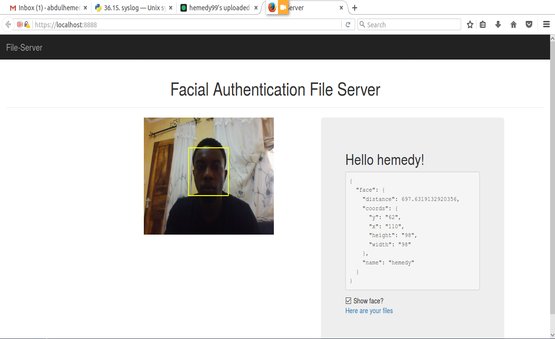 Inbox (1) - abdulheme
36.15. syslog — Unix s
hemedy99's uploaded
erver
https://localhost:8888
Search
File-Server
Facial Authentication File Server
Hello hemedy!
{
"face": {
"distance": 697.6319132920356,
"coords": {
"y": "62",
"x": "110",
"height": "98",
"width": "98"
},
"name": "hemedy"
}
}
Show face?
Here are your files